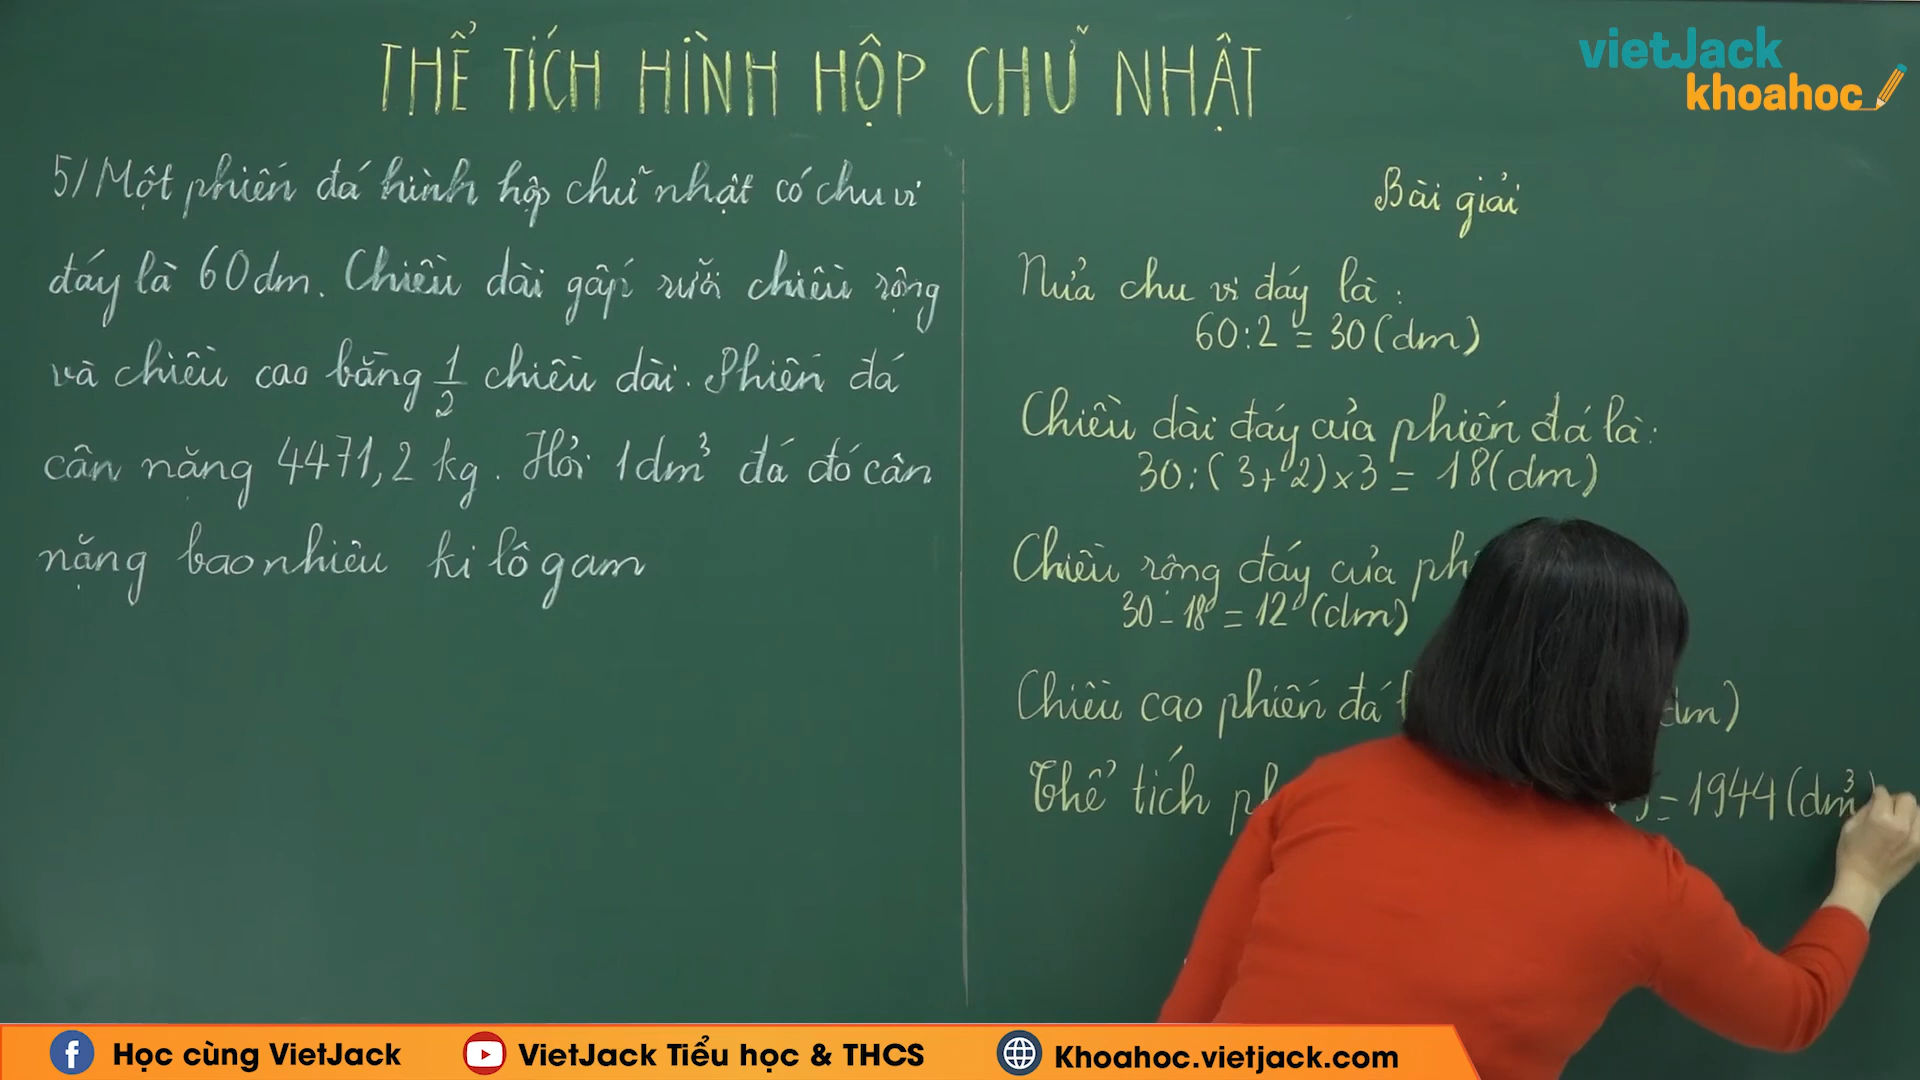 THỂ TÍCH HÌNH HỘP CHỮ NHẬT
vietJack
khoahoc
5/ Một phiến đá hình hộp chữ nhật có chu vi
đáy là 60dm. Chiều dài gấp rưỡi chiều rộng
và chiều cao bằng 1/2 chiều dài. Phiến đá
cân nặng 4471,2 kg. Hỏi 1dm³ đá đó cân
nặng bao nhiêu ki lô gam
Bài giải
Nửa chu vi đáy là:
60:2 = 30(dm)
Chiều dài đáy của phiến đá là:
30:(3+2)x3 = 18(dm)
Chiều rộng đáy của
30-18 = 12 (dm)
Chiều cao phiến đá dm)
Thể tích = 1944(dm³)
Học cùng VietJack
VietJack Tiểu học & THCS
Khoahoc.vietjack.com